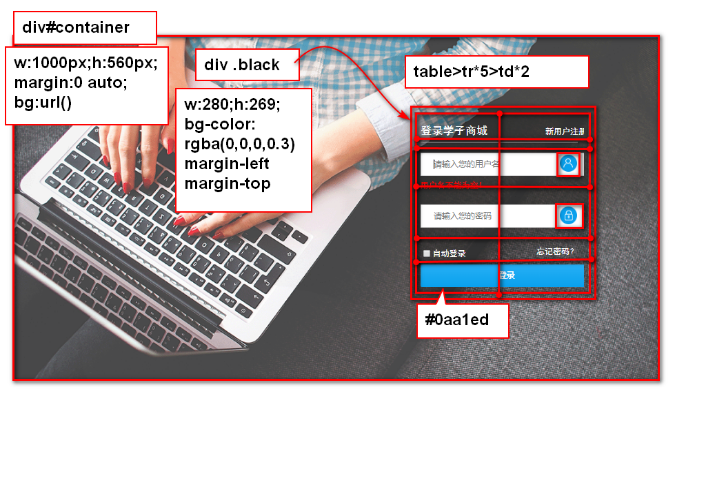 div#container
w:1000px;h:560px;
margin:0 auto;
bg:url()
div .black
w:280;h:269;
bg-color:
rgba(0,0,0,0.3)
margin-left
margin-top
table>tr*5>td*2
登录学子商城
新用户注册
请输入您的用户名
请输入您的密码
自动登录
忘记密码?
登录
#0aa1ed